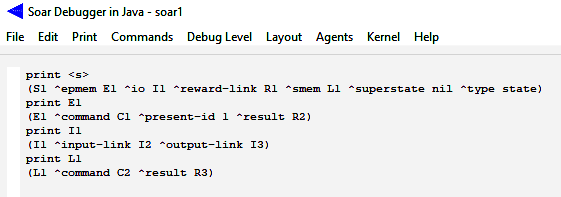 Soar Debugger in Java - soar1
File Edit Print Commands Debug Level Layout Agents Kernel Help
print <s>
(S1 ^epmem E1 ^io I1 ^reward-link R1 ^smem L1 ^superstate nil ^type state)
print E1
(E1 ^command C1 ^present-id 1 ^result R2)
print I1
(I1 ^input-link I2 ^output-link I3)
print L1
(L1 ^command C2 ^result R3)